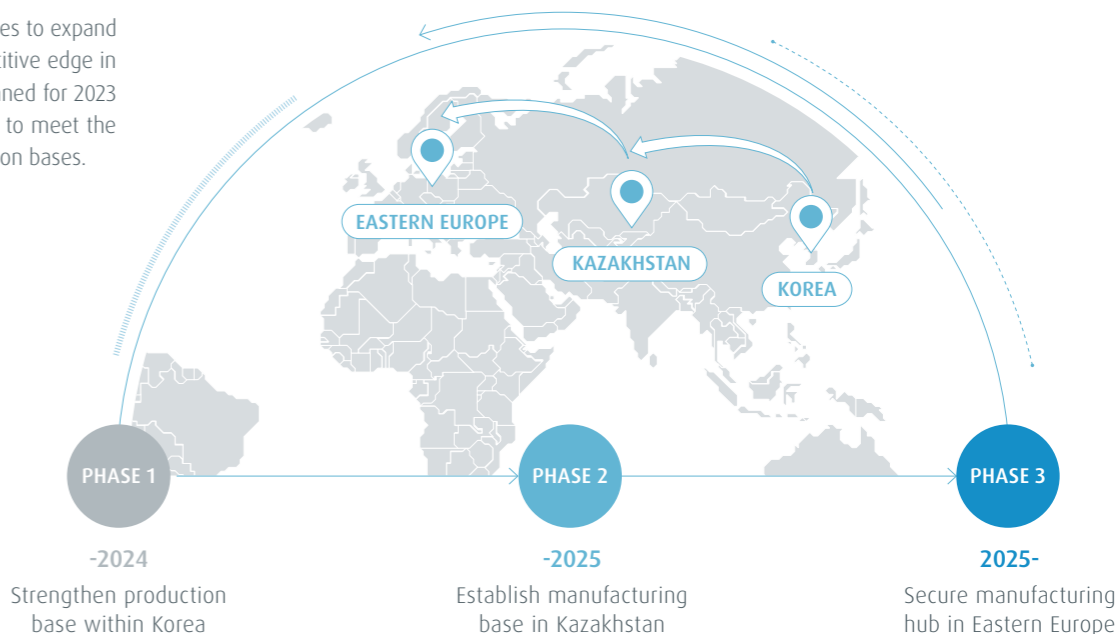 es to expand
titive edge in
ned for 2023
to meet the
on bases.
EASTERN EUROPE
KAZAKHSTAN
KOREA
PHASE 1
PHASE 2
PHASE 3
-2024
Strengthen production
base within Korea
-2025
Establish manufacturing
base in Kazakhstan
2025-
Secure manufacturing
hub in Eastern Europe